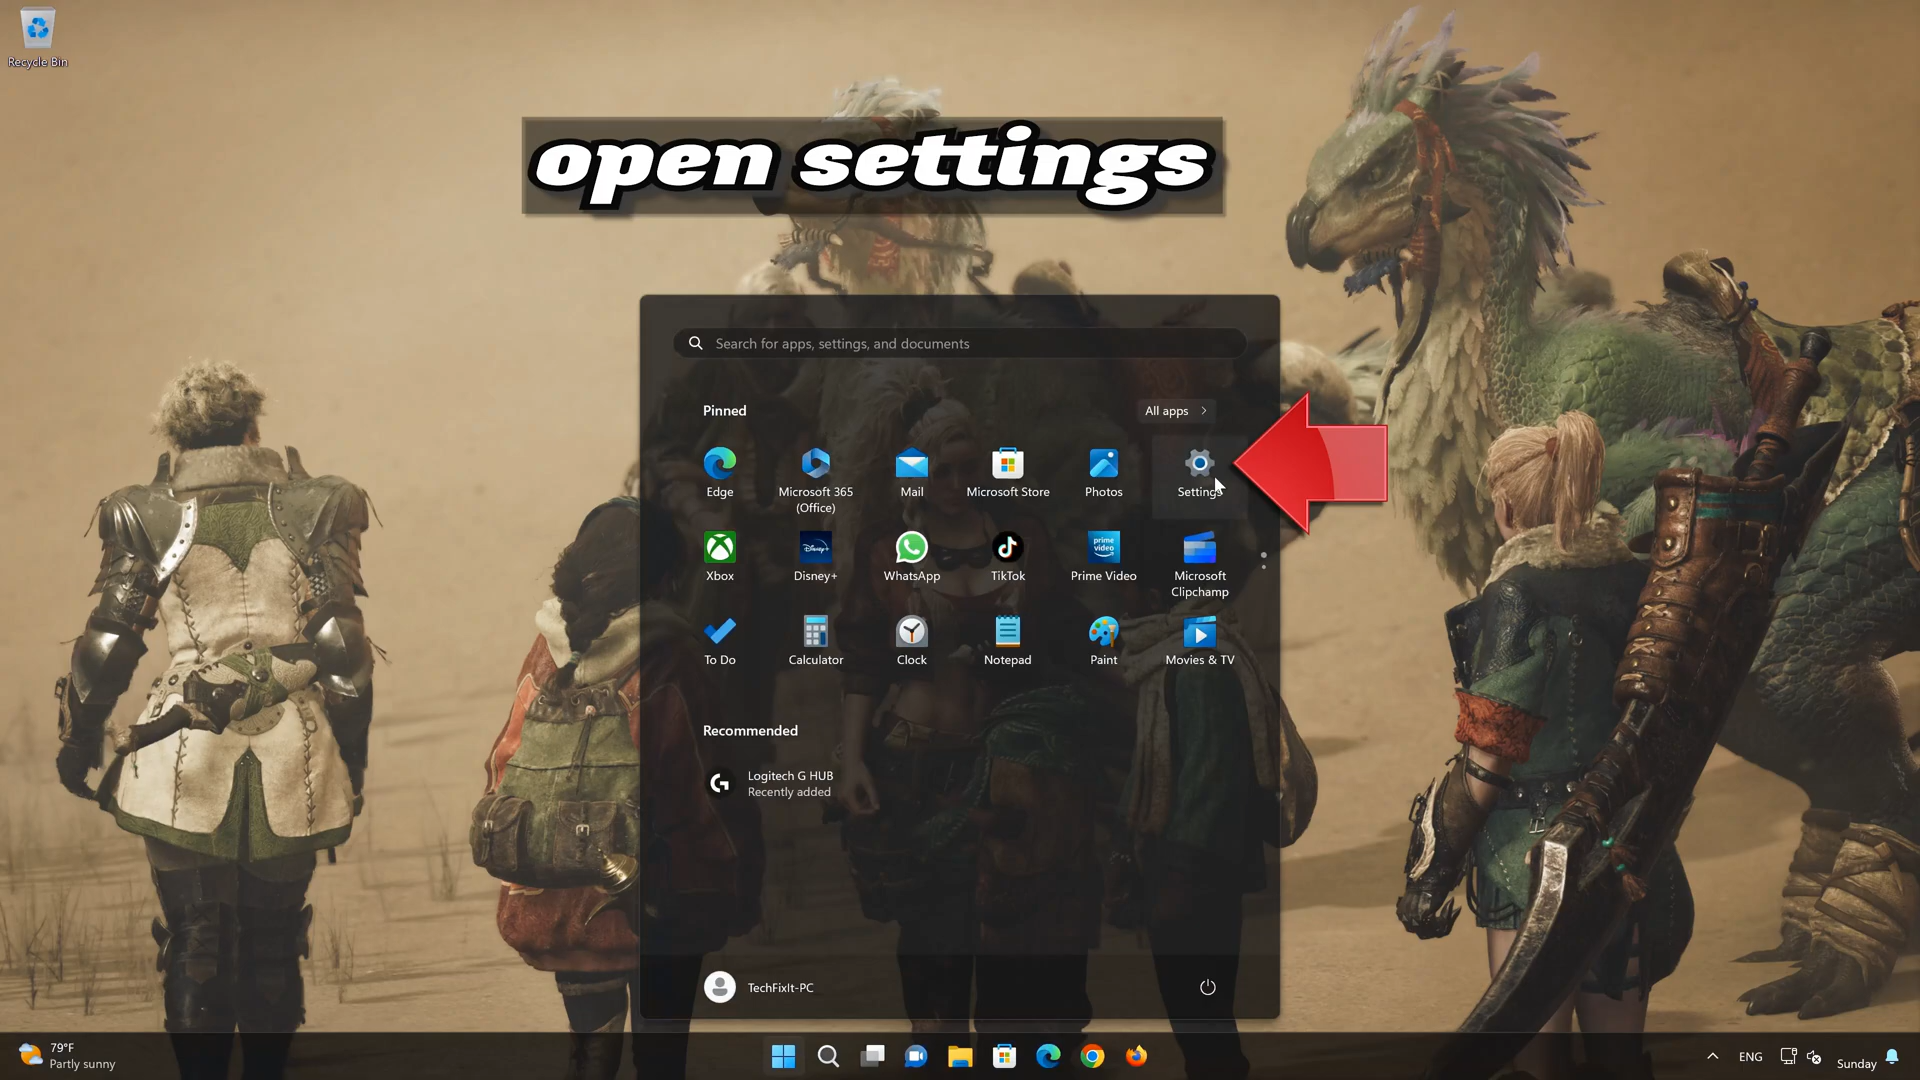 Recycle Bin
open settings
Search for apps, settings, and documents
Pinned
All apps
Edge
Microsoft 365
(Office)
Mail
Microsoft Store
Photos
Settings
Xbox
Disney+
WhatsApp
TikTok
prime
video
Prime Video
Microsoft
Clipchamp
To Do
Calculator
Clock
Notepad
Paint
Movies & TV
Recommended
Logitech G HUB
Recently added
TechFixIt-PC
79°F
Partly sunny
ENG
Sunday